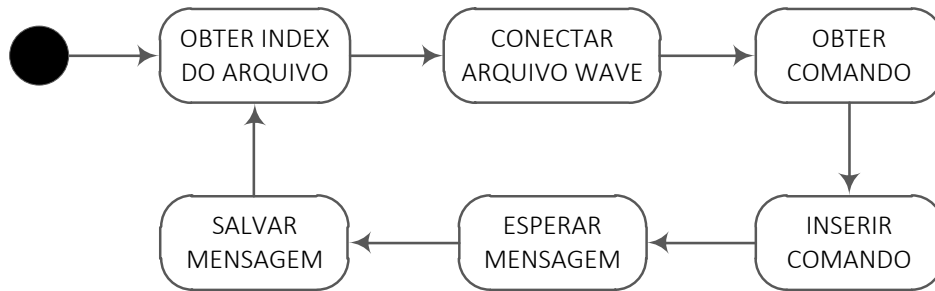 OBTER INDEX
DO ARQUIVO
CONECTAR
ARQUIVO WAVE
OBTER
COMANDO
SALVAR
MENSAGEM
ESPERAR
MENSAGEM
INSERIR
COMANDO